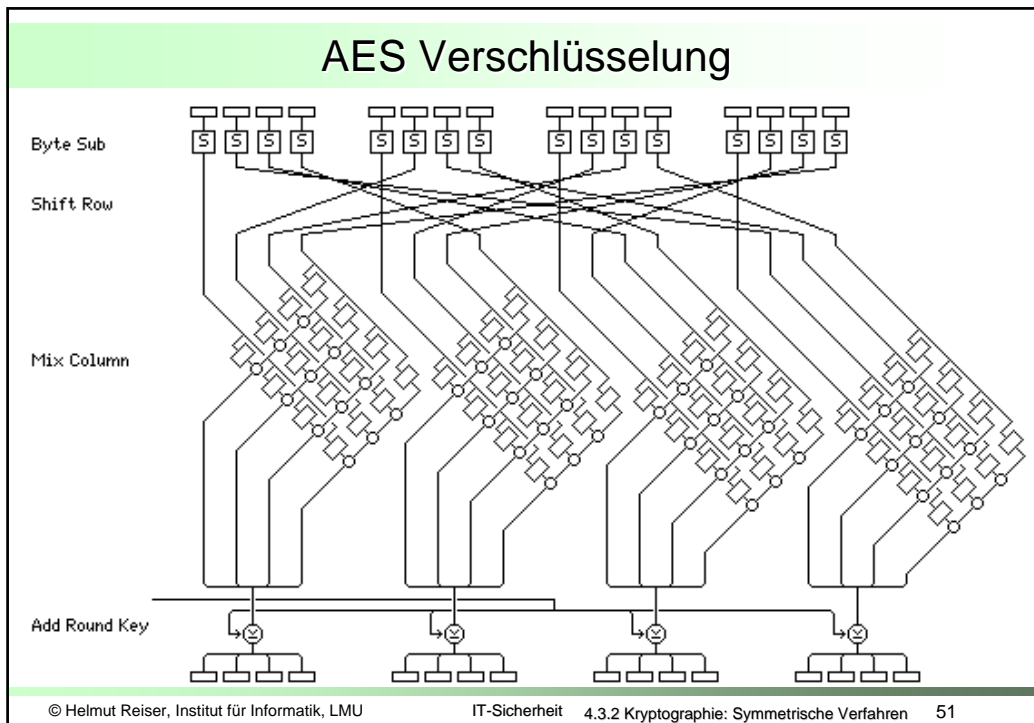 AES Verschlüsselung
S S S S S S S S S S S S S S S S
Byte Sub
Shift Row
Mix Column
Add Round Key
© Helmut Reiser, Institut für Informatik, LMU IT-Sicherheit 4.3.2 Kryptographie: Symmetrische Verfahren 51